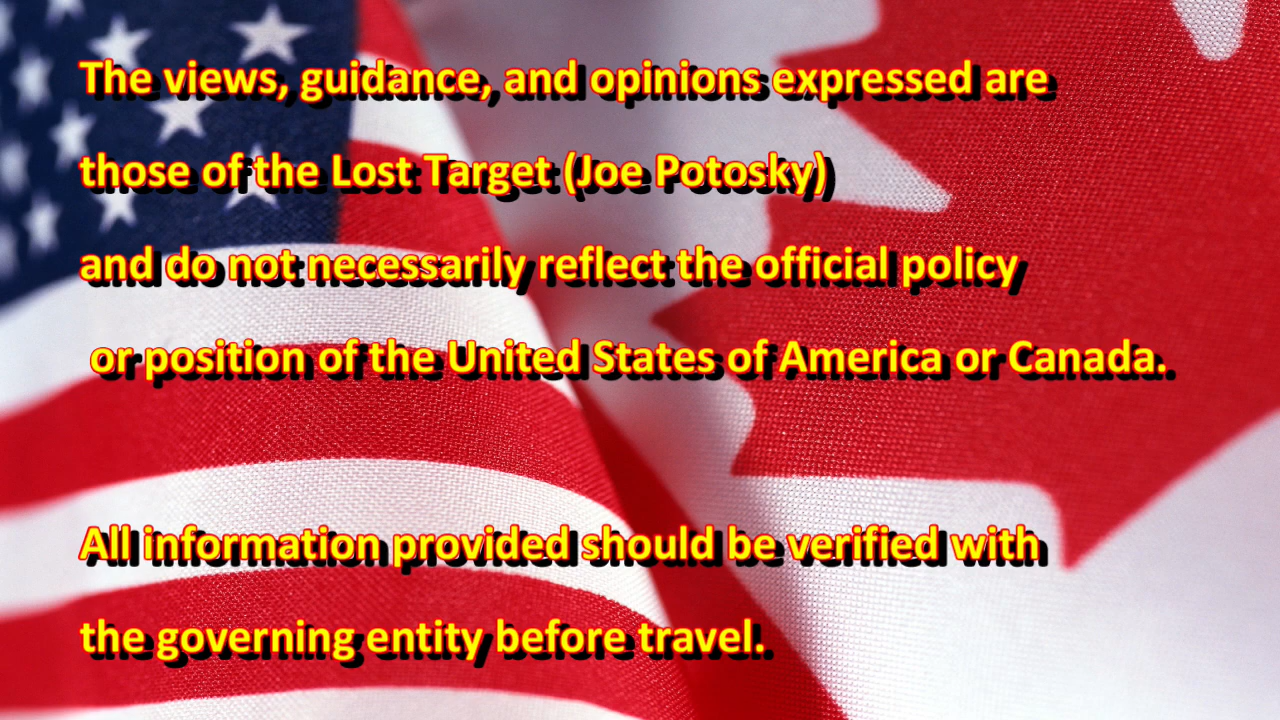 The views, guidance, and opinions expressed are
those of the Lost Target (Joe Potosky)
and do not necessarily reflect the official policy
or position of the United States of America or Canada.
All information provided should be verified with
the governing entity before travel.